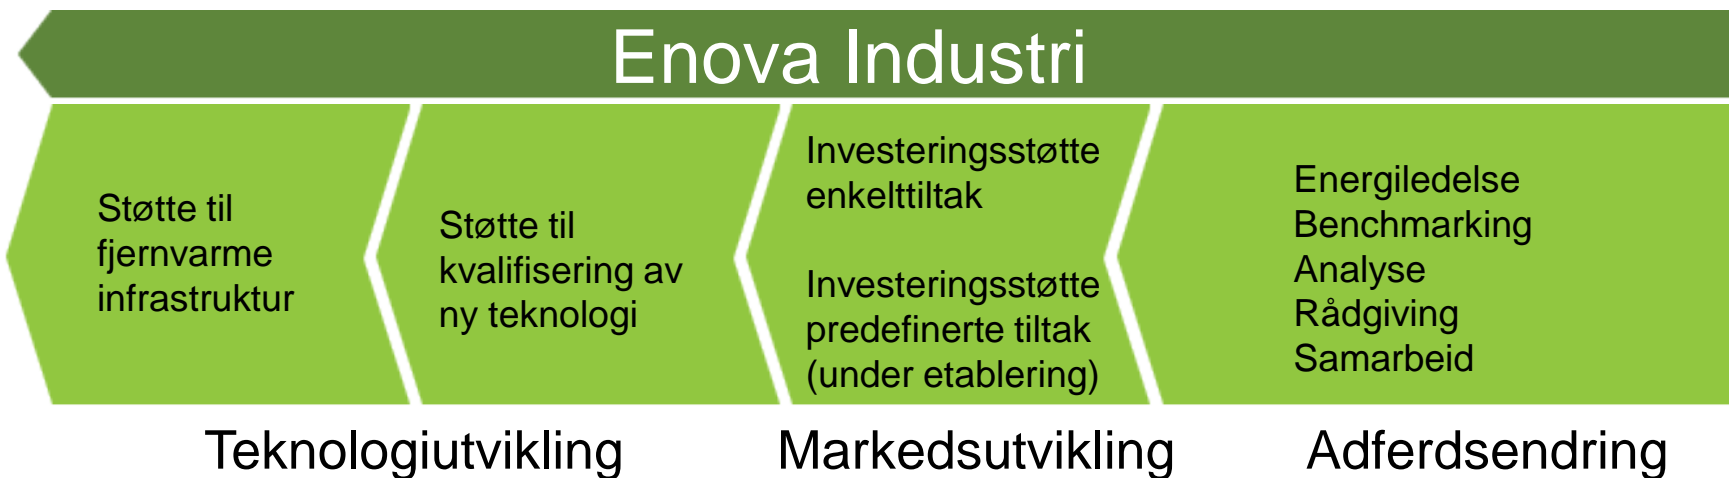 Enova Industri
Støtte til
fjernvarme
infrastruktur
Støtte til
kvalifisering av
ny teknologi
Investeringsstøtte
enkelttiltak
Investeringsstøtte
predefinerte tiltak
(under etablering)
Energiledelse
Benchmarking
Analyse
Rådgiving
Samarbeid
Teknologiutvikling
Markedsutvikling
Adferdsendring